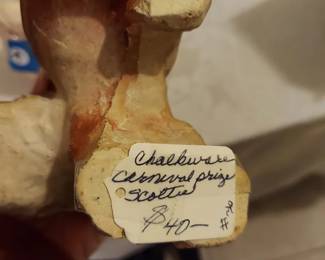 Chalkware
Carnival prize
Scottie
$40—